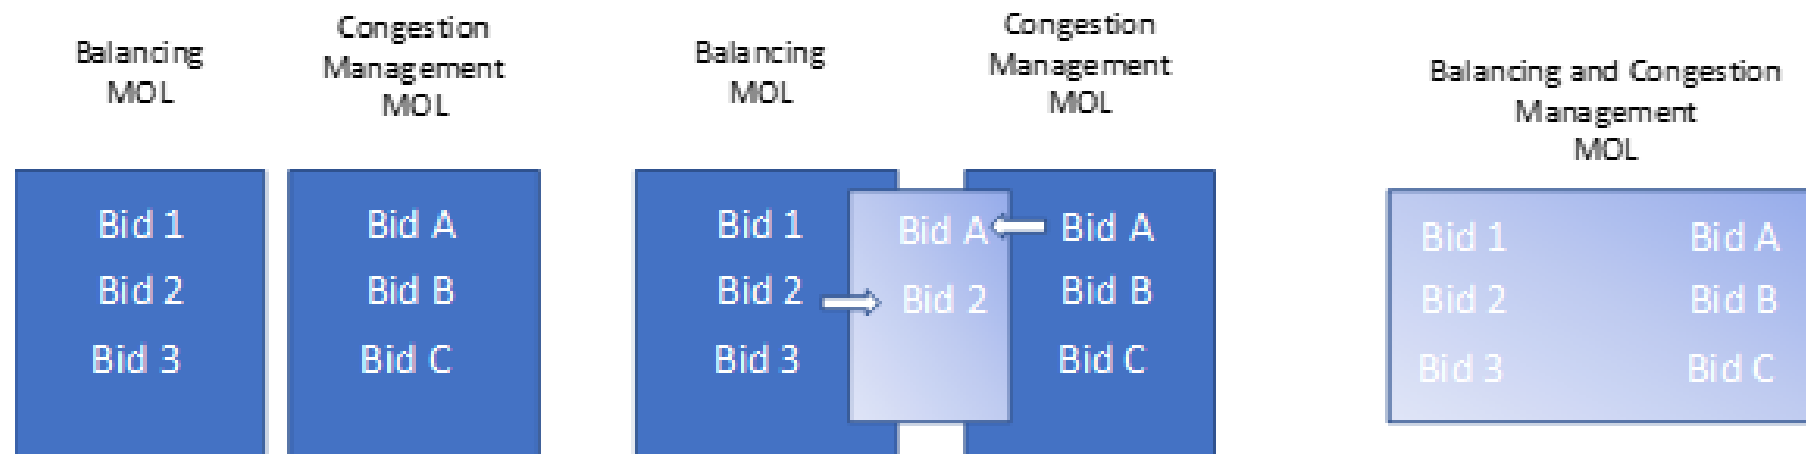 Balancing
MOL
Congestion
Management
MOL
Bid 1
Bid 2
Bid 3
Bid A
Bid B
Bid C
Balancing
MOL
Congestion
Management
MOL
Bid 1
Bid 2
Bid 3
Bid A
Bid 2
Bid A
Bid B
Bid C
Balancing and Congestion
Management
MOL
Bid 1
Bid 2
Bid 3
Bid A
Bid B
Bid C